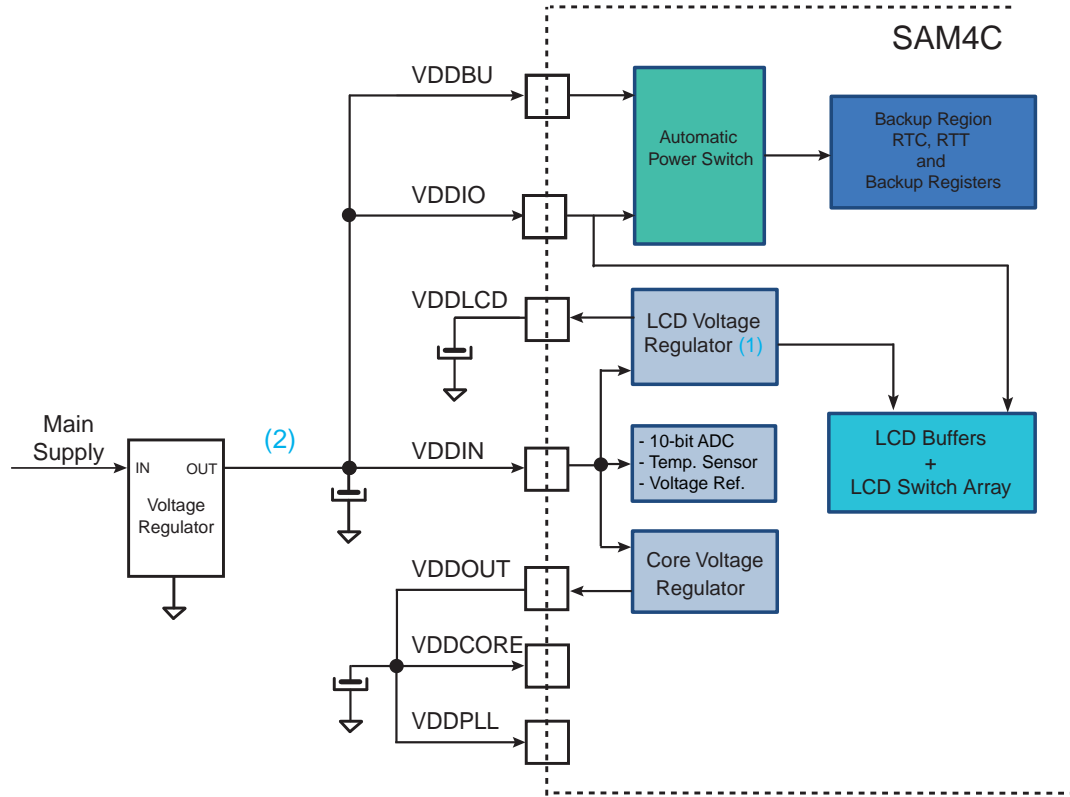 SAM4C
VDDBU
Automatic
Power Switch
Backup Region
RTC, RTT
and
Backup Registers
VDDIO
VDDLCD
LCD Voltage
Regulator (1)
Main
Supply
(2)
IN OUT
Voltage
Regulator
VDDIN
- 10-bit ADC
- Temp. Sensor
- Voltage Ref.
LCD Buffers
+
LCD Switch Array
VDDOUT
Core Voltage
Regulator
VDDCORE
VDDPLL